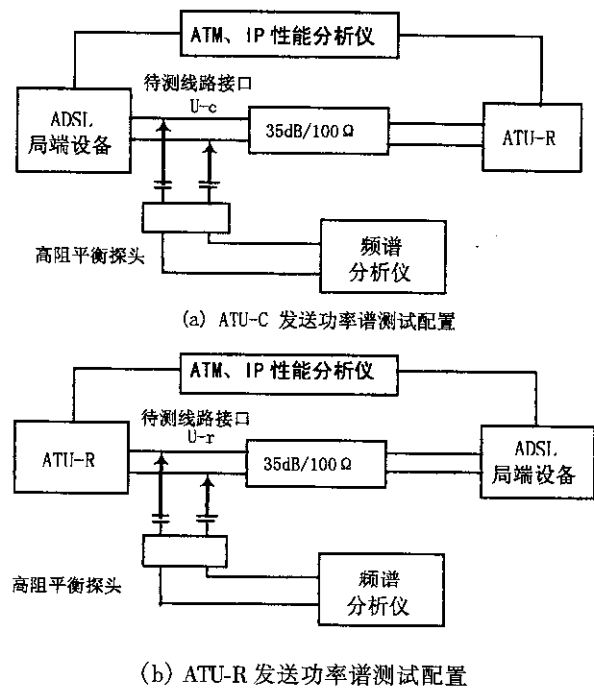 ATM、IP 性能分析仪
待测线路接口
U-c
ADSL
局端设备
35dB/100Ω
ATU-R
高阻平衡探头
频谱
分析仪
(a) ATU-C 发送功率谱测试配置
ATM、IP 性能分析仪
待测线路接口
U-r
ATU-R
35dB/100Ω
ADSL
局端设备
高阻平衡探头
频谱
分析仪
(b) ATU-R 发送功率谱测试配置